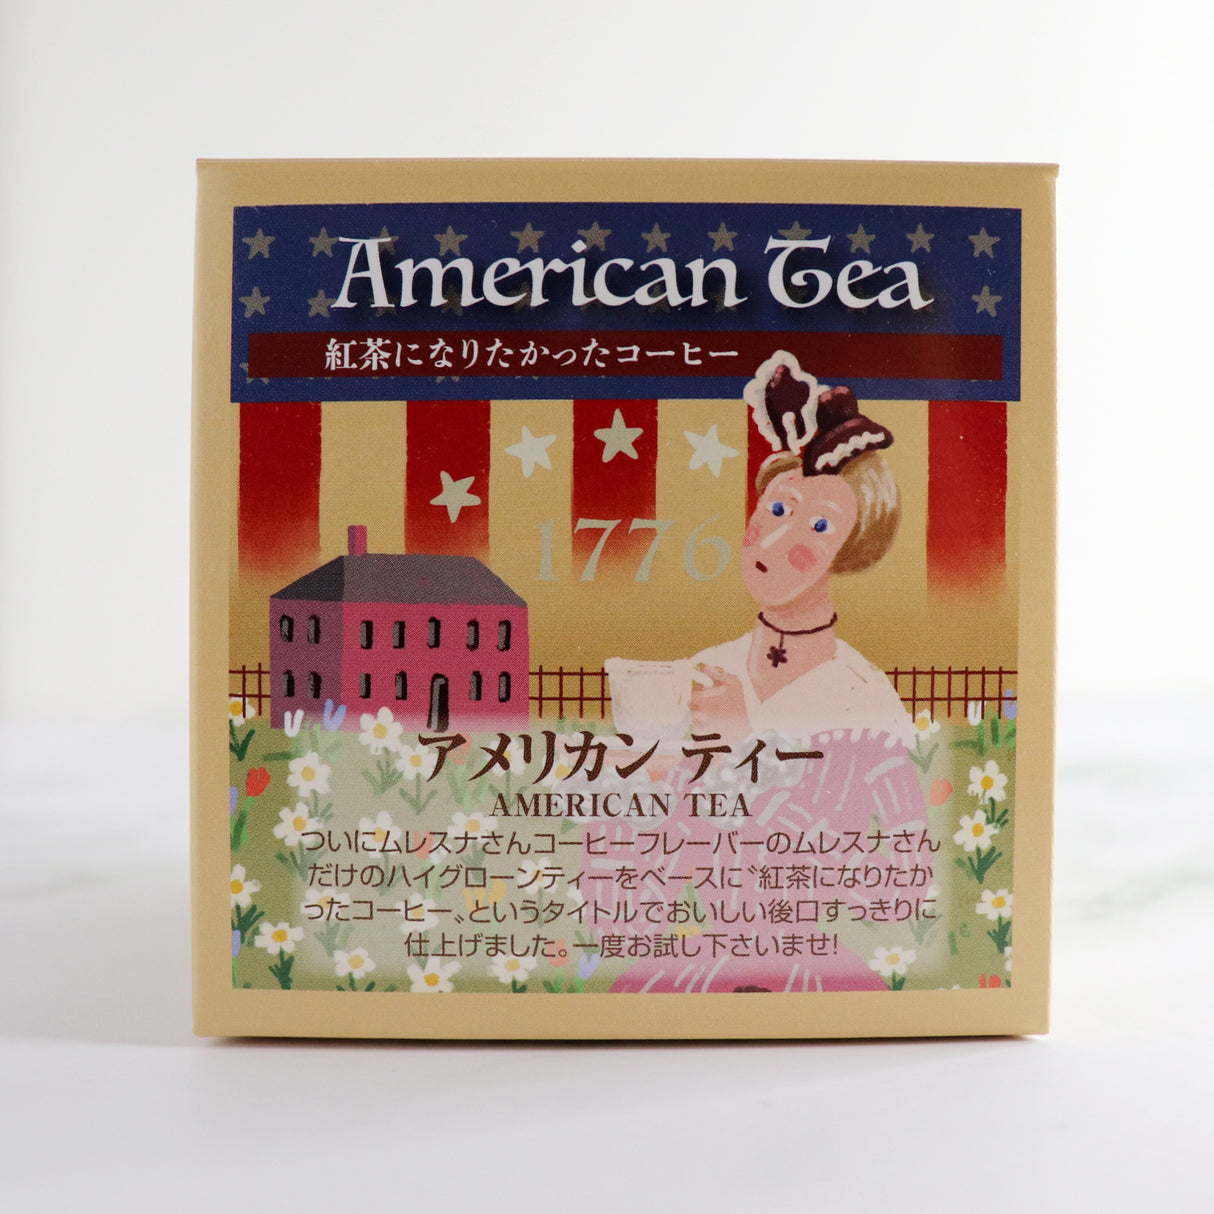 American Tea
紅茶になりたかったコーヒー
1776
アメリカン ティー
AMERICAN TEA
ついにムレスナさんコーヒーフレーバーのムレスナさん
だけのハイグローンティーをベースに〝紅茶になりたか
ったコーヒー〟というタイトルでおいしい後口すっきりに
仕上げました。一度お試し下さいませ!